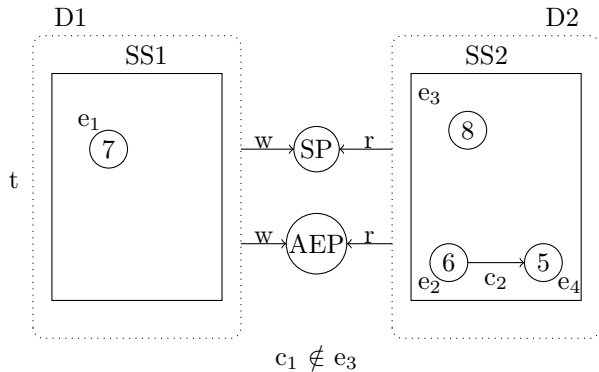 D1
D2
SS1
SS2
e₁
7
e₃
8
t
w
SP
r
w
AEP
r
6
5
e₂
c₂
e₄
c₁ ∉ e₃